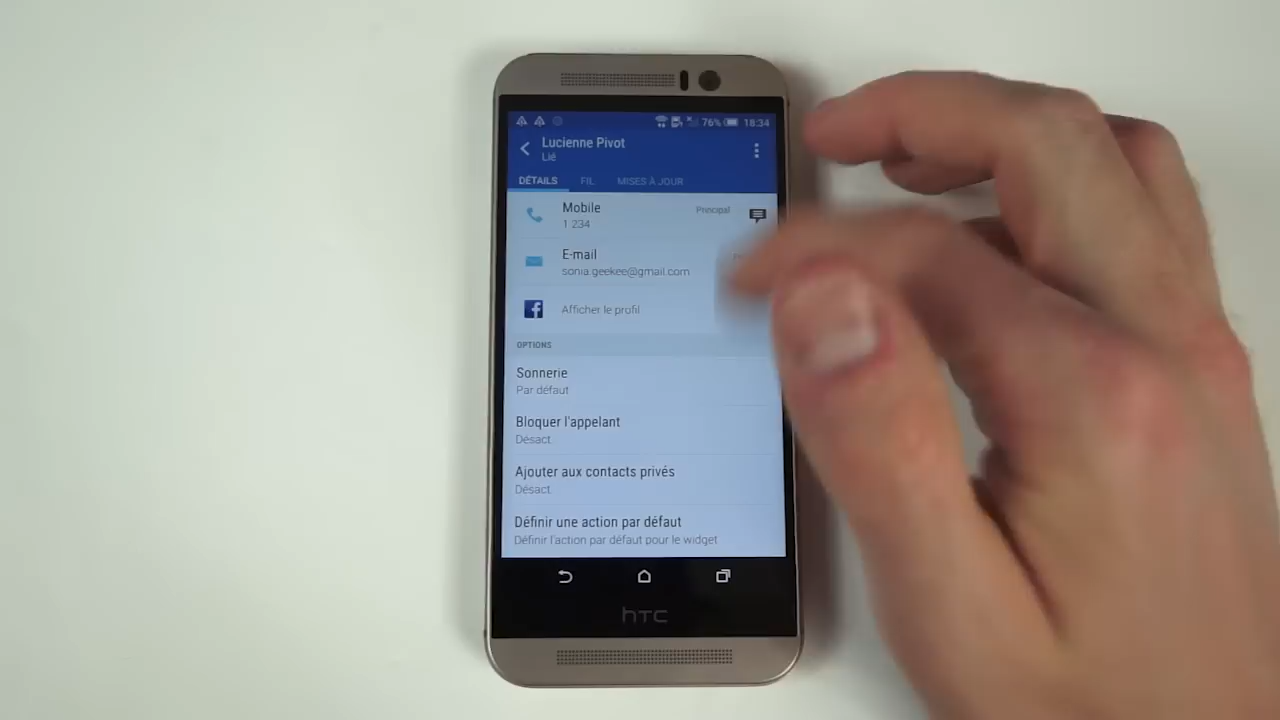 76% 18:34
Lucienne Pivot
Lié
DÉTAILS FIL MISES À JOUR
Mobile Principal
1 234
E-mail
sonia.geekee@gmail.com
Afficher le profil
OPTIONS
Sonnerie
Par défaut
Bloquer l'appelant
Désact.
Ajouter aux contacts privés
Désact.
Définir une action par défaut
Définir l'action par défaut pour le widget
hTC